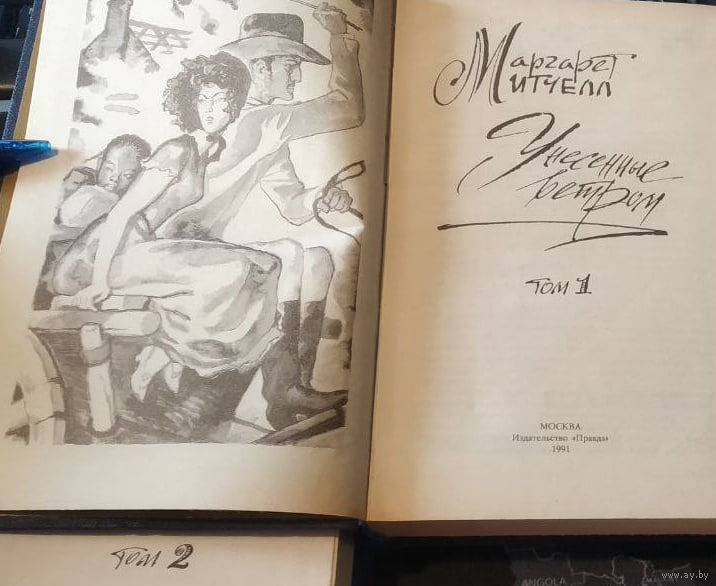 Маргарет
Митчелл
Унесенные
ветром
Том 1
МОСКВА
Издательство «Правда»
1991
Том 2
ANGOLA
www.ay.by